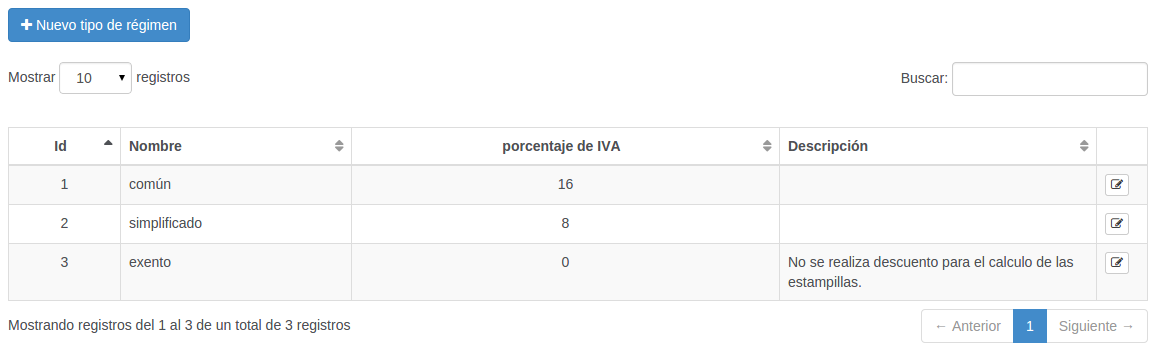 Nuevo tipo de régimen
Mostrar 10 registros Buscar:
Id Nombre porcentaje de IVA Descripción
1 común 16
2 simplificado 8
3 exento 0 No se realiza descuento para el calculo de las
estampillas.
Mostrando registros del 1 al 3 de un total de 3 registros ← Anterior 1 Siguiente →